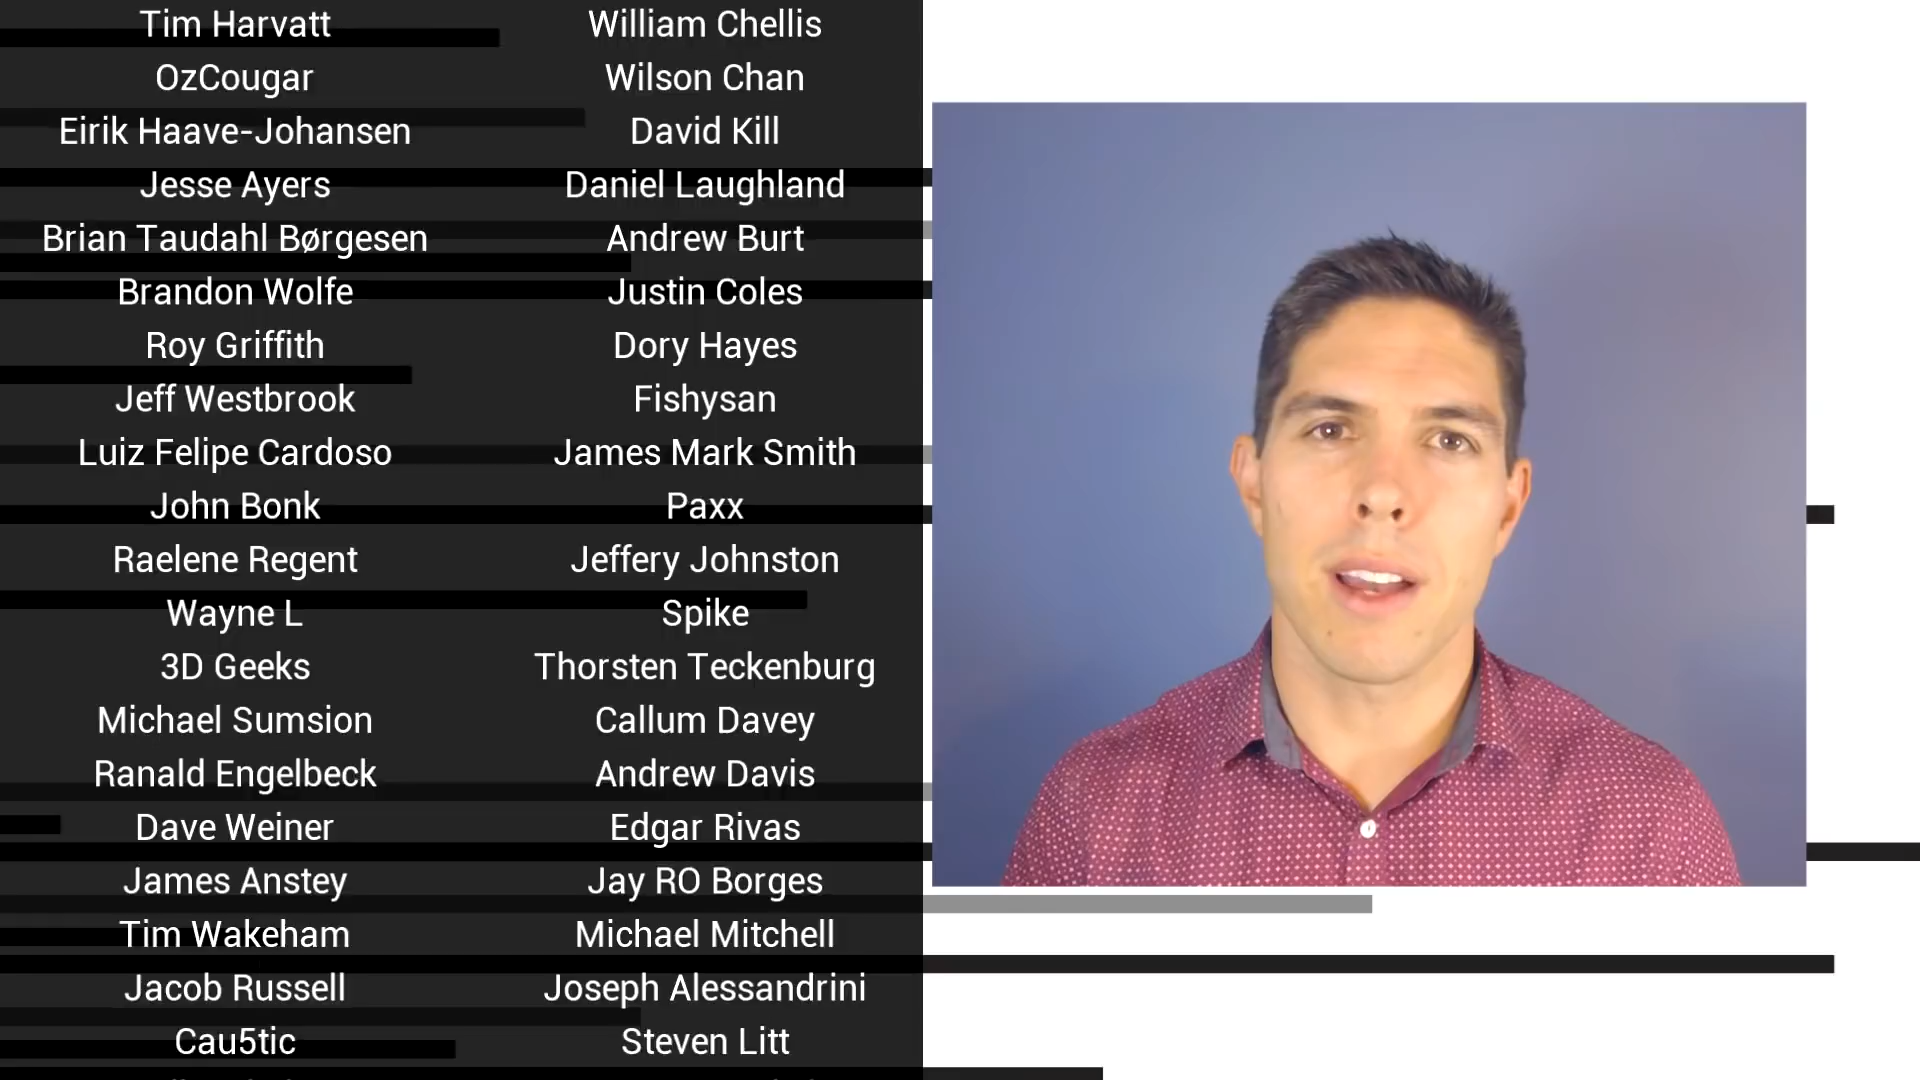 Tim Harvatt
OzCougar
Eirik Haave-Johansen
Jesse Ayers
Brian Taudahl Børgesen
Brandon Wolfe
Roy Griffith
Jeff Westbrook
Luiz Felipe Cardoso
John Bonk
Raelene Regent
Wayne L
3D Geeks
Michael Sumsion
Ranald Engelbeck
Dave Weiner
James Anstey
Tim Wakeham
Jacob Russell
Cau5tic
William Chellis
Wilson Chan
David Kill
Daniel Laughland
Andrew Burt
Justin Coles
Dory Hayes
Fishysan
James Mark Smith
Paxx
Jeffery Johnston
Spike
Thorsten Teckenburg
Callum Davey
Andrew Davis
Edgar Rivas
Jay RO Borges
Michael Mitchell
Joseph Alessandrini
Steven Litt